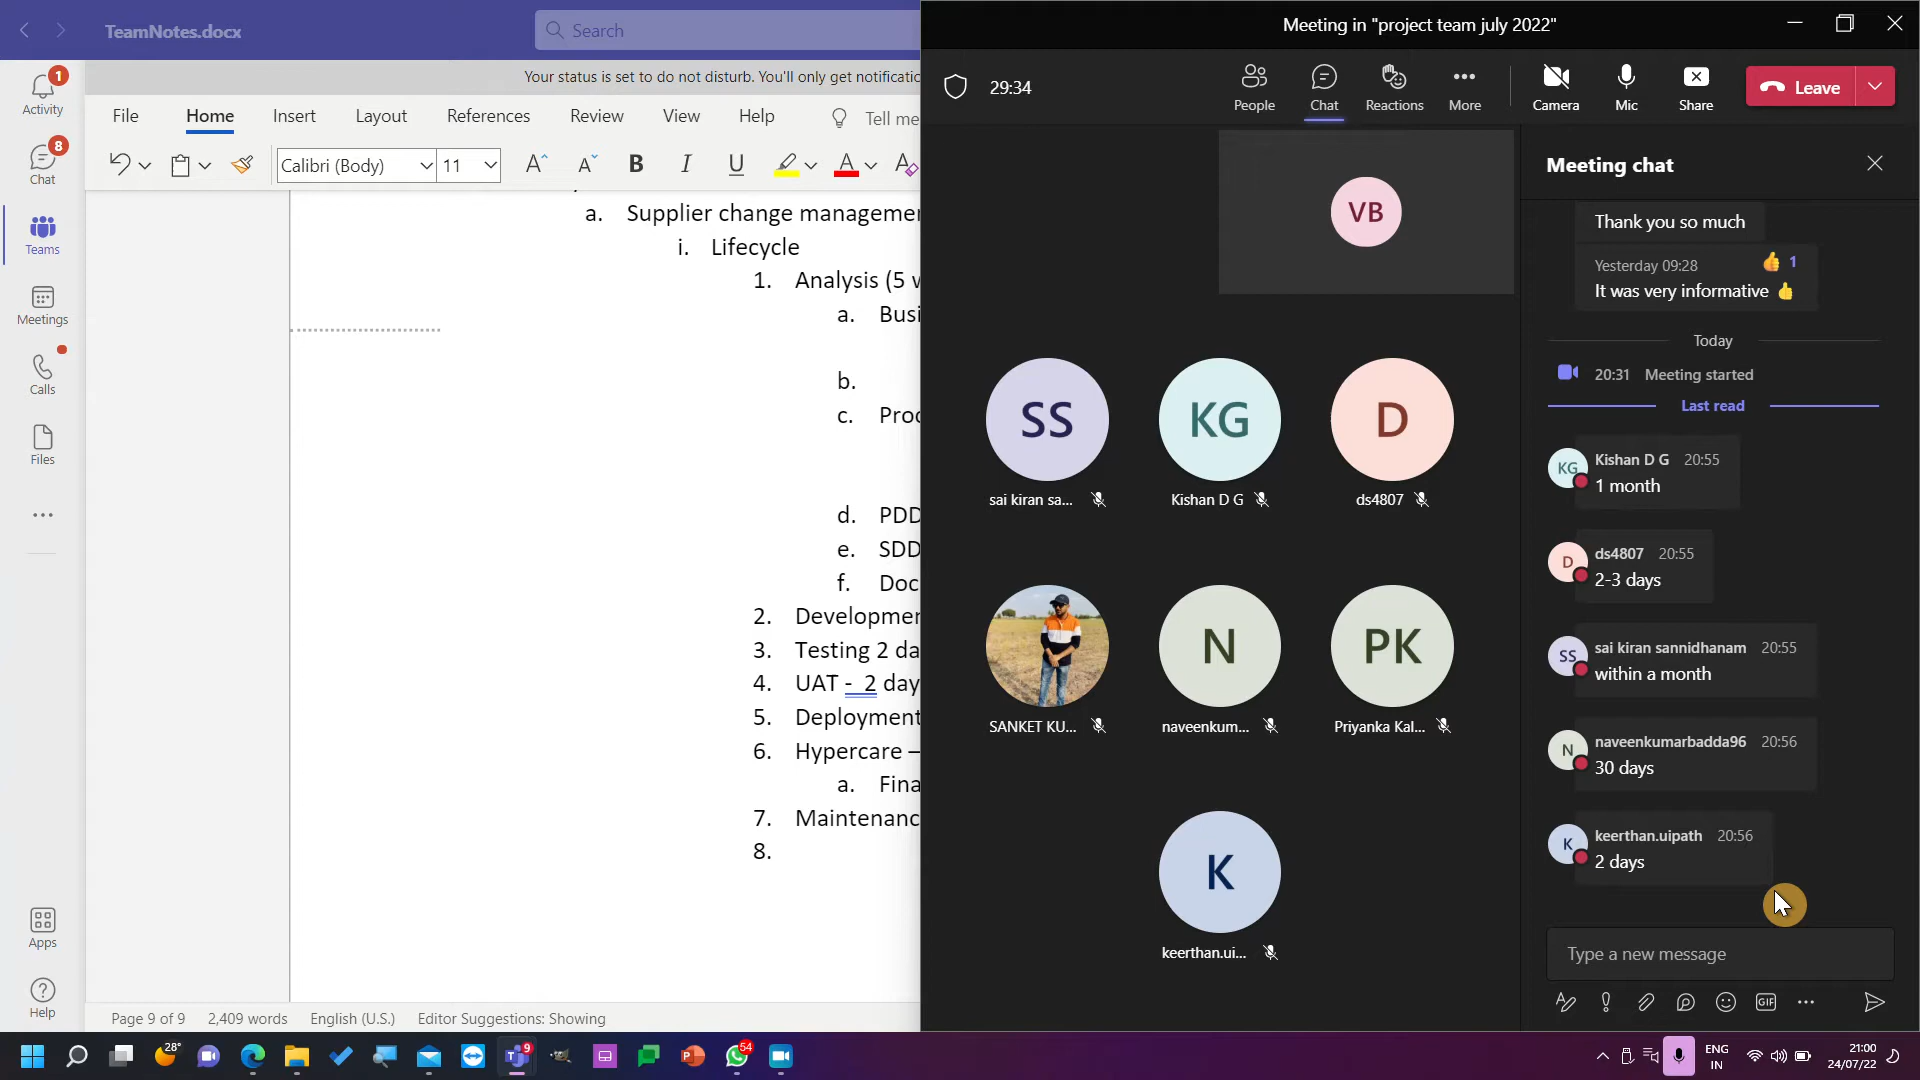 TeamNotes.docx
Search
Your status is set to do not disturb. You'll only get notificatio
File Home Insert Layout References Review View Help Tell me
Calibri (Body) 11
Activity 1
Chat 8
Teams
Meetings
Calls
Files
Apps
Help
a. Supplier change managemen
i. Lifecycle
1. Analysis (5 w
a. Busi
b.
c. Proc
d. PDD
e. SDD
f. Doc
2. Developmen
3. Testing 2 da
4. UAT - 2 day
5. Deployment
6. Hypercare –
a. Fina
7. Maintenanc
8.
Page 9 of 9 2,409 words English (U.S.) Editor Suggestions: Showing
Meeting in "project team july 2022"
29:34
People Chat Reactions More Camera Mic Share Leave
VB
SS KG D
sai kiran sa... Kishan D G ds4807
N PK
SANKET KU... naveenkum... Priyanka Kal...
K
keerthan.ui...
Meeting chat
Thank you so much
Yesterday 09:28 1
It was very informative
Today
20:31 Meeting started
Last read
KG Kishan D G 20:55
1 month
D ds4807 20:55
2-3 days
SS sai kiran sannidhanam 20:55
within a month
N naveenkumarbadda96 20:56
30 days
K keerthan.uipath 20:56
2 days
Type a new message
GIF
28° 9 54
ENG
IN
21:00
24/07/22